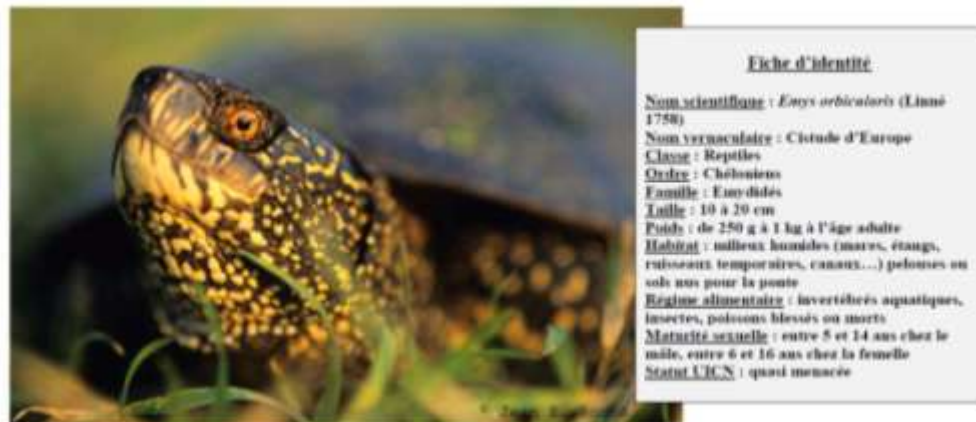 Fiche d'identité
Nom scientifique : Emys orbicularis (Linné
1758)
Nom vernaculaire : Cistude d'Europe
Classe : Reptiles
Ordre : Chéloniens
Famille : Emydidés
Taille : 10 à 20 cm
Poids : de 250 g à 1 kg à l'âge adulte
Habitat : milieux humides (mares, étangs,
ruisseaux temporaires, canaux…) pelouses ou
sols nus pour la ponte
Régime alimentaire : invertébrés aquatiques,
insectes, poissons blessés ou morts
Maturité sexuelle : entre 5 et 14 ans chez le
mâle, entre 6 et 16 ans chez la femelle
Statut UICN : quasi menacée
©